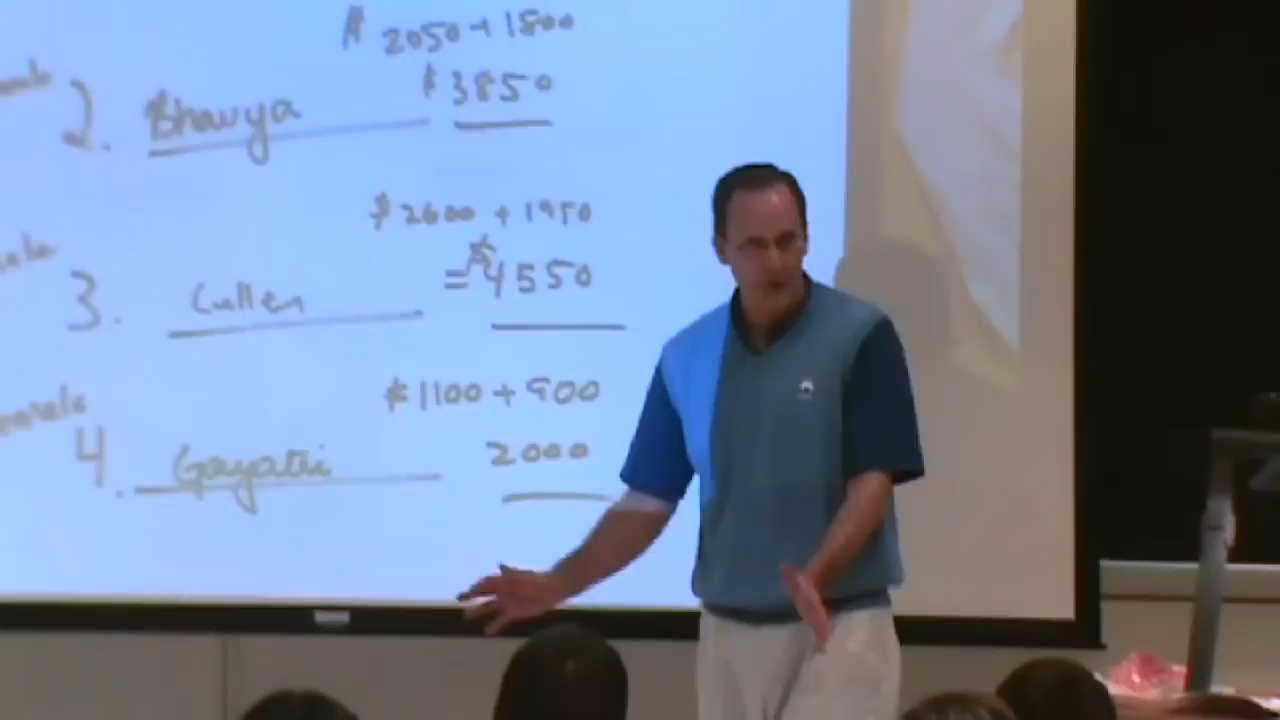 $ 2050 + 1800
2. Bhavya $3850
$ 2600 + 1950
3. Cullen = $4550
$ 1100 + 900
4. Gayatri 2000